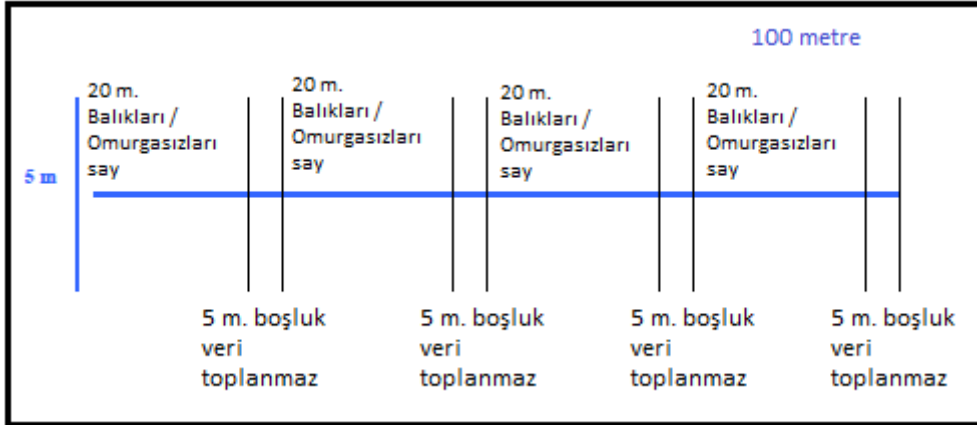 100 metre
20 m.
Balıkları /
Omurgasızları
say
20 m.
Balıkları /
Omurgasızları
say
20 m.
Balıkları /
Omurgasızları
say
20 m.
Balıkları /
Omurgasızları
say
5 m
5 m. boşluk
veri
toplanmaz
5 m. boşluk
veri
toplanmaz
5 m. boşluk
veri
toplanmaz
5 m. boşluk
veri
toplanmaz